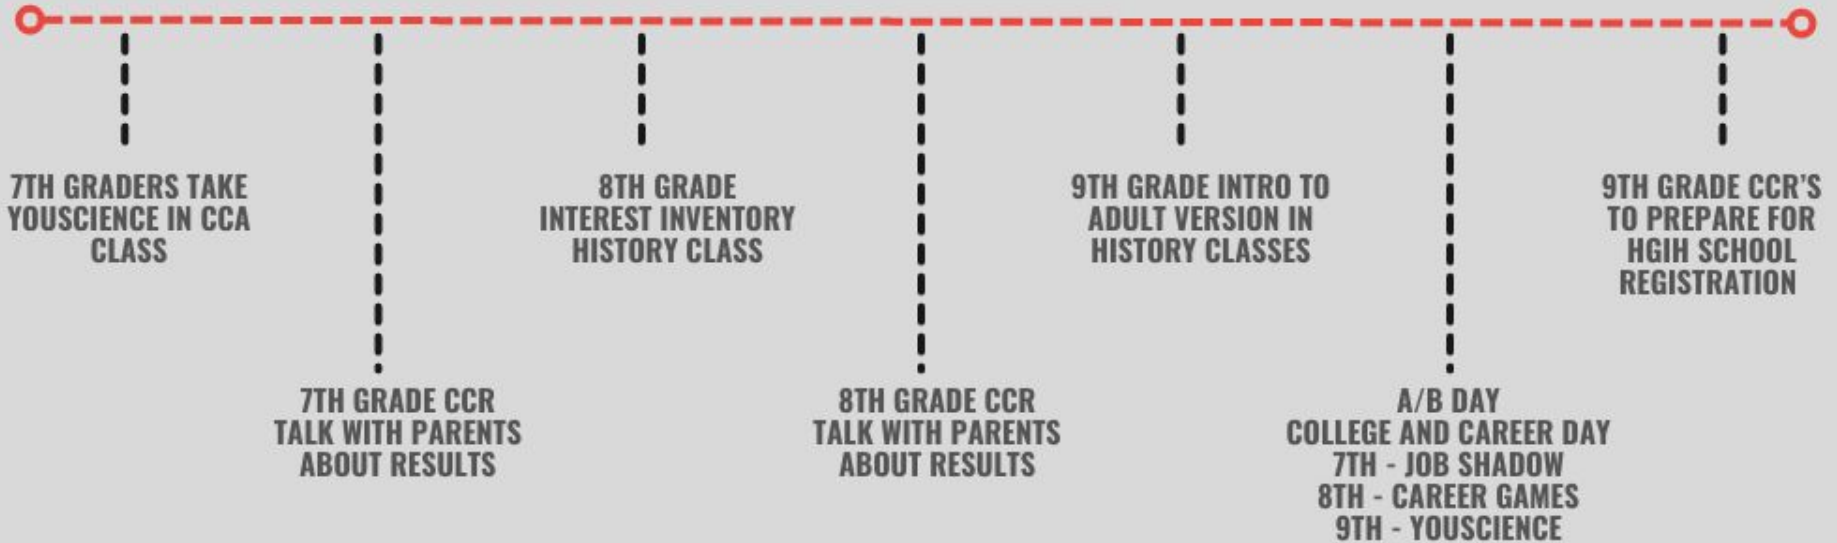 7TH GRADERS TAKE
YOUSCIENCE IN CCA
CLASS
7TH GRADE CCR
TALK WITH PARENTS
ABOUT RESULTS
8TH GRADE
INTEREST INVENTORY
HISTORY CLASS
8TH GRADE CCR
TALK WITH PARENTS
ABOUT RESULTS
9TH GRADE INTRO TO
ADULT VERSION IN
HISTORY CLASSES
A/B DAY
COLLEGE AND CAREER DAY
7TH - JOB SHADOW
8TH - CAREER GAMES
9TH - YOUSCIENCE
9TH GRADE CCR'S
TO PREPARE FOR
HGIH SCHOOL
REGISTRATION